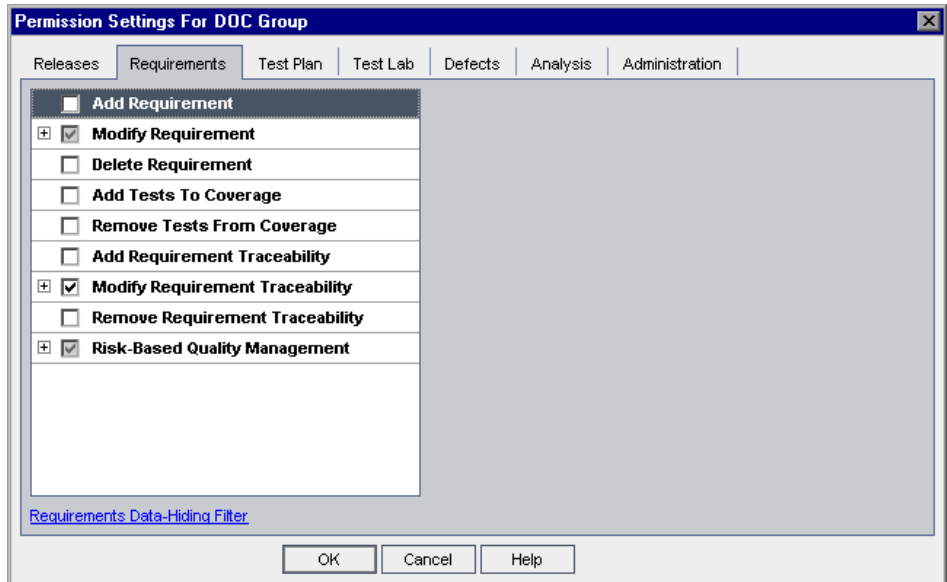 Permission Settings For DOC Group
Releases Requirements Test Plan Test Lab Defects Analysis Administration
Add Requirement
Modify Requirement
Delete Requirement
Add Tests To Coverage
Remove Tests From Coverage
Add Requirement Traceability
Modify Requirement Traceability
Remove Requirement Traceability
Risk-Based Quality Management
Requirements Data-Hiding Filter
OK Cancel Help